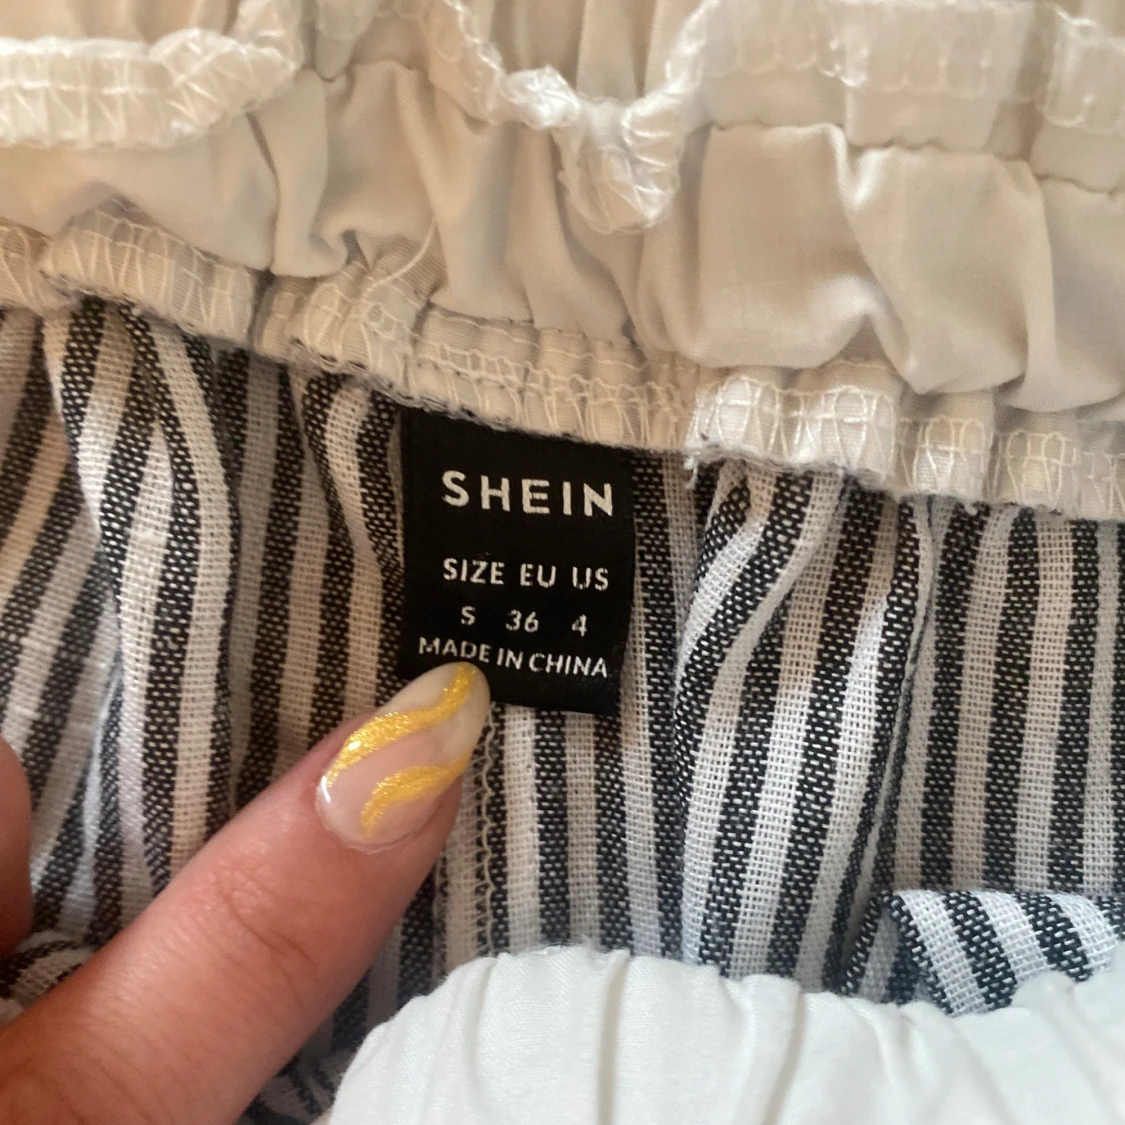 SHEIN
SIZE EU US
S 36 4
MADE IN CHINA